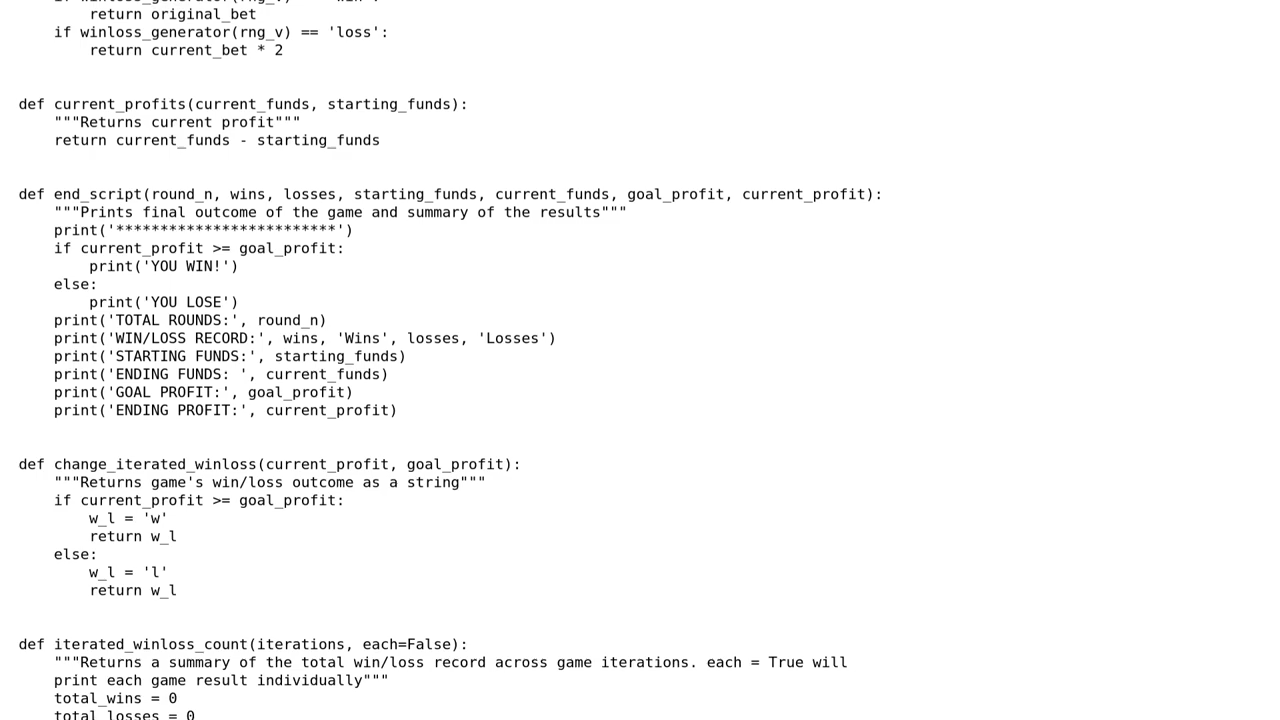 if winloss_generator(rng_v) == 'win':
        return original_bet
    if winloss_generator(rng_v) == 'loss':
        return current_bet * 2


def current_profits(current_funds, starting_funds):
    """Returns current profit"""
    return current_funds - starting_funds


def end_script(round_n, wins, losses, starting_funds, current_funds, goal_profit, current_profit):
    """Prints final outcome of the game and summary of the results"""
    print('*************************')
    if current_profit >= goal_profit:
        print('YOU WIN!')
    else:
        print('YOU LOSE')
    print('TOTAL ROUNDS:', round_n)
    print('WIN/LOSS RECORD:', wins, 'Wins', losses, 'Losses')
    print('STARTING FUNDS:', starting_funds)
    print('ENDING FUNDS: ', current_funds)
    print('GOAL PROFIT:', goal_profit)
    print('ENDING PROFIT:', current_profit)


def change_iterated_winloss(current_profit, goal_profit):
    """Returns game's win/loss outcome as a string"""
    if current_profit >= goal_profit:
        w_l = 'w'
        return w_l
    else:
        w_l = 'l'
        return w_l


def iterated_winloss_count(iterations, each=False):
    """Returns a summary of the total win/loss record across game iterations. each = True will
    print each game result individually"""
    total_wins = 0
    total_losses = 0